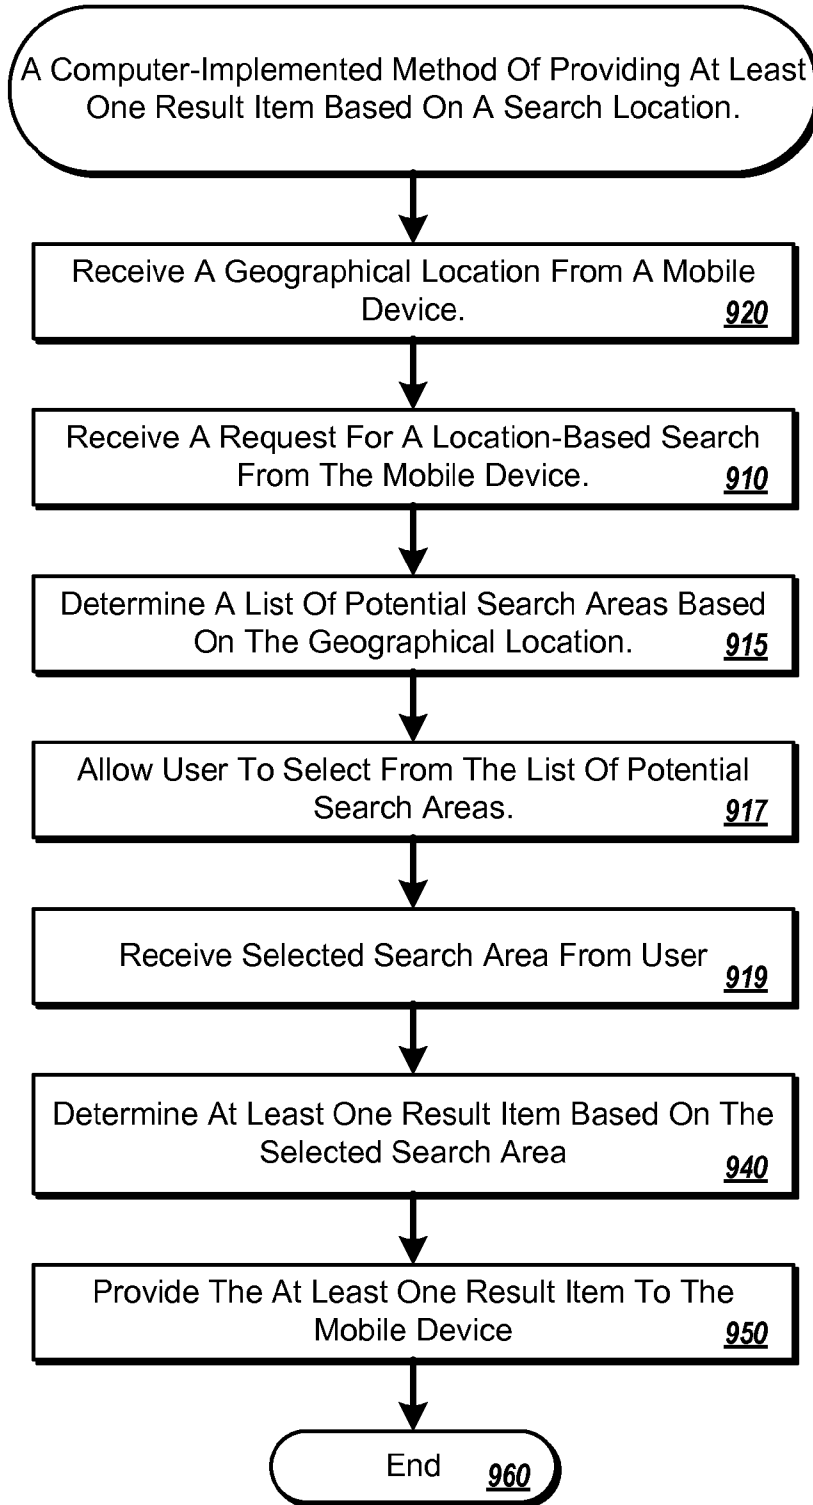 A Computer-Implemented Method Of Providing At Least
One Result Item Based On A Search Location.
Receive A Geographical Location From A Mobile
Device.
920
Receive A Request For A Location-Based Search
From The Mobile Device.
910
Determine A List Of Potential Search Areas Based
On The Geographical Location.
915
Allow User To Select From The List Of Potential
Search Areas.
917
Receive Selected Search Area From User
919
Determine At Least One Result Item Based On The
Selected Search Area
940
Provide The At Least One Result Item To The
Mobile Device
950
End
960